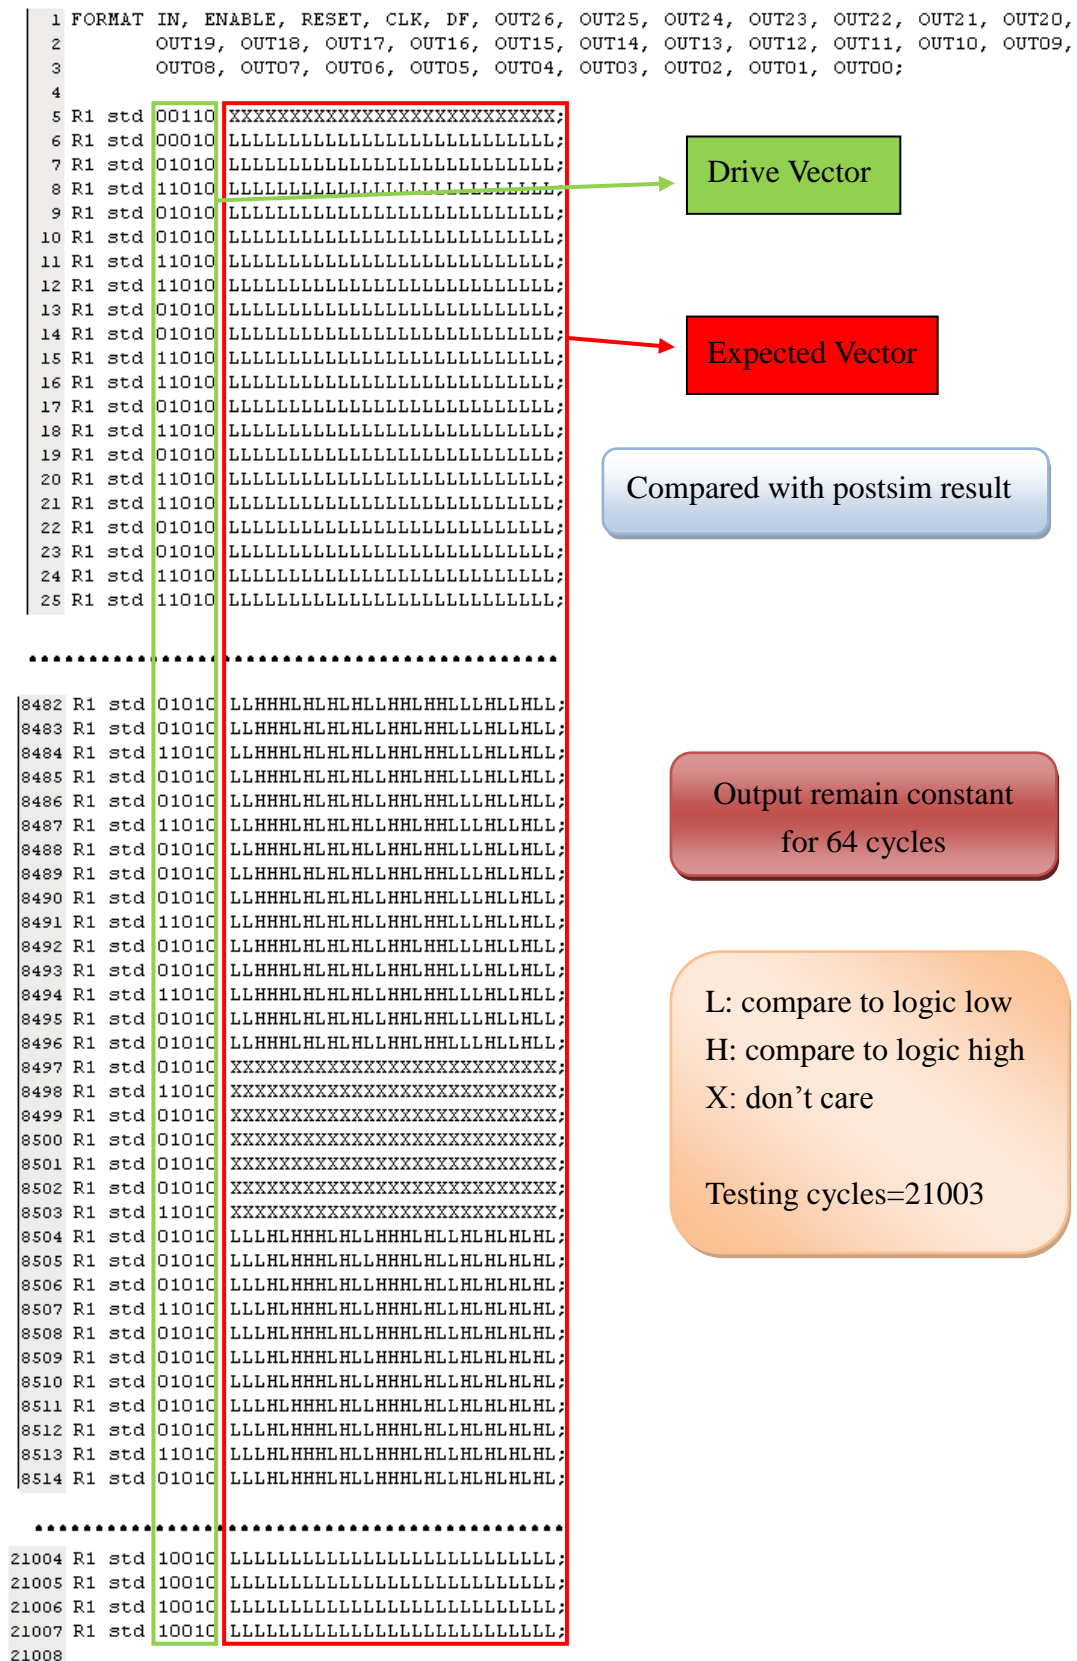 1 FORMAT IN, ENABLE, RESET, CLK, DF, OUT26, OUT25, OUT24, OUT23, OUT22, OUT21, OUT20,
2 OUT19, OUT18, OUT17, OUT16, OUT15, OUT14, OUT13, OUT12, OUT11, OUT10, OUT09,
3 OUT08, OUT07, OUT06, OUT05, OUT04, OUT03, OUT02, OUT01, OUT00;
4
5 R1 std 00110 XXXXXXXXXXXXXXXXXXXXXXXXXXX;
6 R1 std 00010 LLLLLLLLLLLLLLLLLLLLLLLLLLL;
7 R1 std 01010 LLLLLLLLLLLLLLLLLLLLLLLLLLL;
8 R1 std 11010 LLLLLLLLLLLLLLLLLLLLLLLLLLL;
9 R1 std 01010 LLLLLLLLLLLLLLLLLLLLLLLLLLL;
10 R1 std 01010 LLLLLLLLLLLLLLLLLLLLLLLLLLL;
11 R1 std 11010 LLLLLLLLLLLLLLLLLLLLLLLLLLL;
12 R1 std 11010 LLLLLLLLLLLLLLLLLLLLLLLLLLL;
13 R1 std 01010 LLLLLLLLLLLLLLLLLLLLLLLLLLL;
14 R1 std 01010 LLLLLLLLLLLLLLLLLLLLLLLLLLL;
15 R1 std 11010 LLLLLLLLLLLLLLLLLLLLLLLLLLL;
16 R1 std 11010 LLLLLLLLLLLLLLLLLLLLLLLLLLL;
17 R1 std 01010 LLLLLLLLLLLLLLLLLLLLLLLLLLL;
18 R1 std 11010 LLLLLLLLLLLLLLLLLLLLLLLLLLL;
19 R1 std 01010 LLLLLLLLLLLLLLLLLLLLLLLLLLL;
20 R1 std 11010 LLLLLLLLLLLLLLLLLLLLLLLLLLL;
21 R1 std 11010 LLLLLLLLLLLLLLLLLLLLLLLLLLL;
22 R1 std 01010 LLLLLLLLLLLLLLLLLLLLLLLLLLL;
23 R1 std 01010 LLLLLLLLLLLLLLLLLLLLLLLLLLL;
24 R1 std 11010 LLLLLLLLLLLLLLLLLLLLLLLLLLL;
25 R1 std 11010 LLLLLLLLLLLLLLLLLLLLLLLLLLL;
Drive Vector
Expected Vector
Compared with postsim result
8482 R1 std 01010 LLHHHLHLHLHLLHHLHHLLLHLLHLL;
8483 R1 std 01010 LLHHHLHLHLHLLHHLHHLLLHLLHLL;
8484 R1 std 11010 LLHHHLHLHLHLLHHLHHLLLHLLHLL;
8485 R1 std 01010 LLHHHLHLHLHLLHHLHHLLLHLLHLL;
8486 R1 std 01010 LLHHHLHLHLHLLHHLHHLLLHLLHLL;
8487 R1 std 11010 LLHHHLHLHLHLLHHLHHLLLHLLHLL;
8488 R1 std 01010 LLHHHLHLHLHLLHHLHHLLLHLLHLL;
8489 R1 std 01010 LLHHHLHLHLHLLHHLHHLLLHLLHLL;
8490 R1 std 01010 LLHHHLHLHLHLLHHLHHLLLHLLHLL;
8491 R1 std 11010 LLHHHLHLHLHLLHHLHHLLLHLLHLL;
8492 R1 std 01010 LLHHHLHLHLHLLHHLHHLLLHLLHLL;
8493 R1 std 01010 LLHHHLHLHLHLLHHLHHLLLHLLHLL;
8494 R1 std 11010 LLHHHLHLHLHLLHHLHHLLLHLLHLL;
8495 R1 std 01010 LLHHHLHLHLHLLHHLHHLLLHLLHLL;
8496 R1 std 01010 LLHHHLHLHLHLLHHLHHLLLHLLHLL;
8497 R1 std 01010 XXXXXXXXXXXXXXXXXXXXXXXXXXX;
8498 R1 std 11010 XXXXXXXXXXXXXXXXXXXXXXXXXXX;
8499 R1 std 01010 XXXXXXXXXXXXXXXXXXXXXXXXXXX;
8500 R1 std 01010 XXXXXXXXXXXXXXXXXXXXXXXXXXX;
8501 R1 std 01010 XXXXXXXXXXXXXXXXXXXXXXXXXXX;
8502 R1 std 01010 XXXXXXXXXXXXXXXXXXXXXXXXXXX;
8503 R1 std 11010 XXXXXXXXXXXXXXXXXXXXXXXXXXX;
8504 R1 std 01010 LLLHLHHHLHLLHHHLHLLHLHLHLHL;
8505 R1 std 01010 LLLHLHHHLHLLHHHLHLLHLHLHLHL;
8506 R1 std 01010 LLLHLHHHLHLLHHHLHLLHLHLHLHL;
8507 R1 std 11010 LLLHLHHHLHLLHHHLHLLHLHLHLHL;
8508 R1 std 01010 LLLHLHHHLHLLHHHLHLLHLHLHLHL;
8509 R1 std 01010 LLLHLHHHLHLLHHHLHLLHLHLHLHL;
8510 R1 std 01010 LLLHLHHHLHLLHHHLHLLHLHLHLHL;
8511 R1 std 01010 LLLHLHHHLHLLHHHLHLLHLHLHLHL;
8512 R1 std 01010 LLLHLHHHLHLLHHHLHLLHLHLHLHL;
8513 R1 std 11010 LLLHLHHHLHLLHHHLHLLHLHLHLHL;
8514 R1 std 01010 LLLHLHHHLHLLHHHLHLLHLHLHLHL;
Output remain constant
for 64 cycles
L: compare to logic low
H: compare to logic high
X: don’t care
Testing cycles=21003
21004 R1 std 10010 LLLLLLLLLLLLLLLLLLLLLLLLLLL;
21005 R1 std 10010 LLLLLLLLLLLLLLLLLLLLLLLLLLL;
21006 R1 std 10010 LLLLLLLLLLLLLLLLLLLLLLLLLLL;
21007 R1 std 10010 LLLLLLLLLLLLLLLLLLLLLLLLLLL;
21008